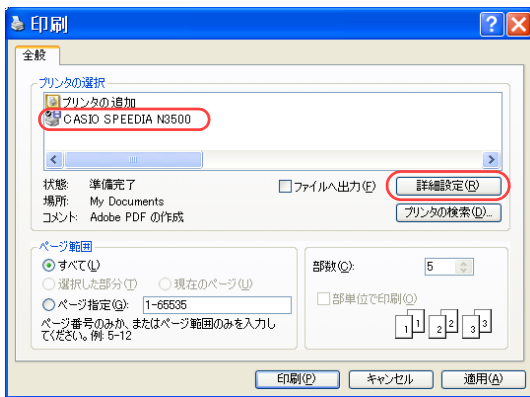 印刷
全般
プリンタの選択
プリンタの追加
CASIO SPEEDIA N3500
状態: 準備完了
場所: My Documents
コメント: Adobe PDF の作成
ファイルへ出力(F)
詳細設定(R)
プリンタの検索(D)...
ページ範囲
すべて(L)
選択した部分(T) 現在のページ(U)
ページ指定(G): 1-65535
ページ番号のみか、またはページ範囲のみを入力し
てください。例: 5-12
部数(C): 5
部単位で印刷(O)
1 1 2 2 3 3
印刷(P) キャンセル 適用(A)